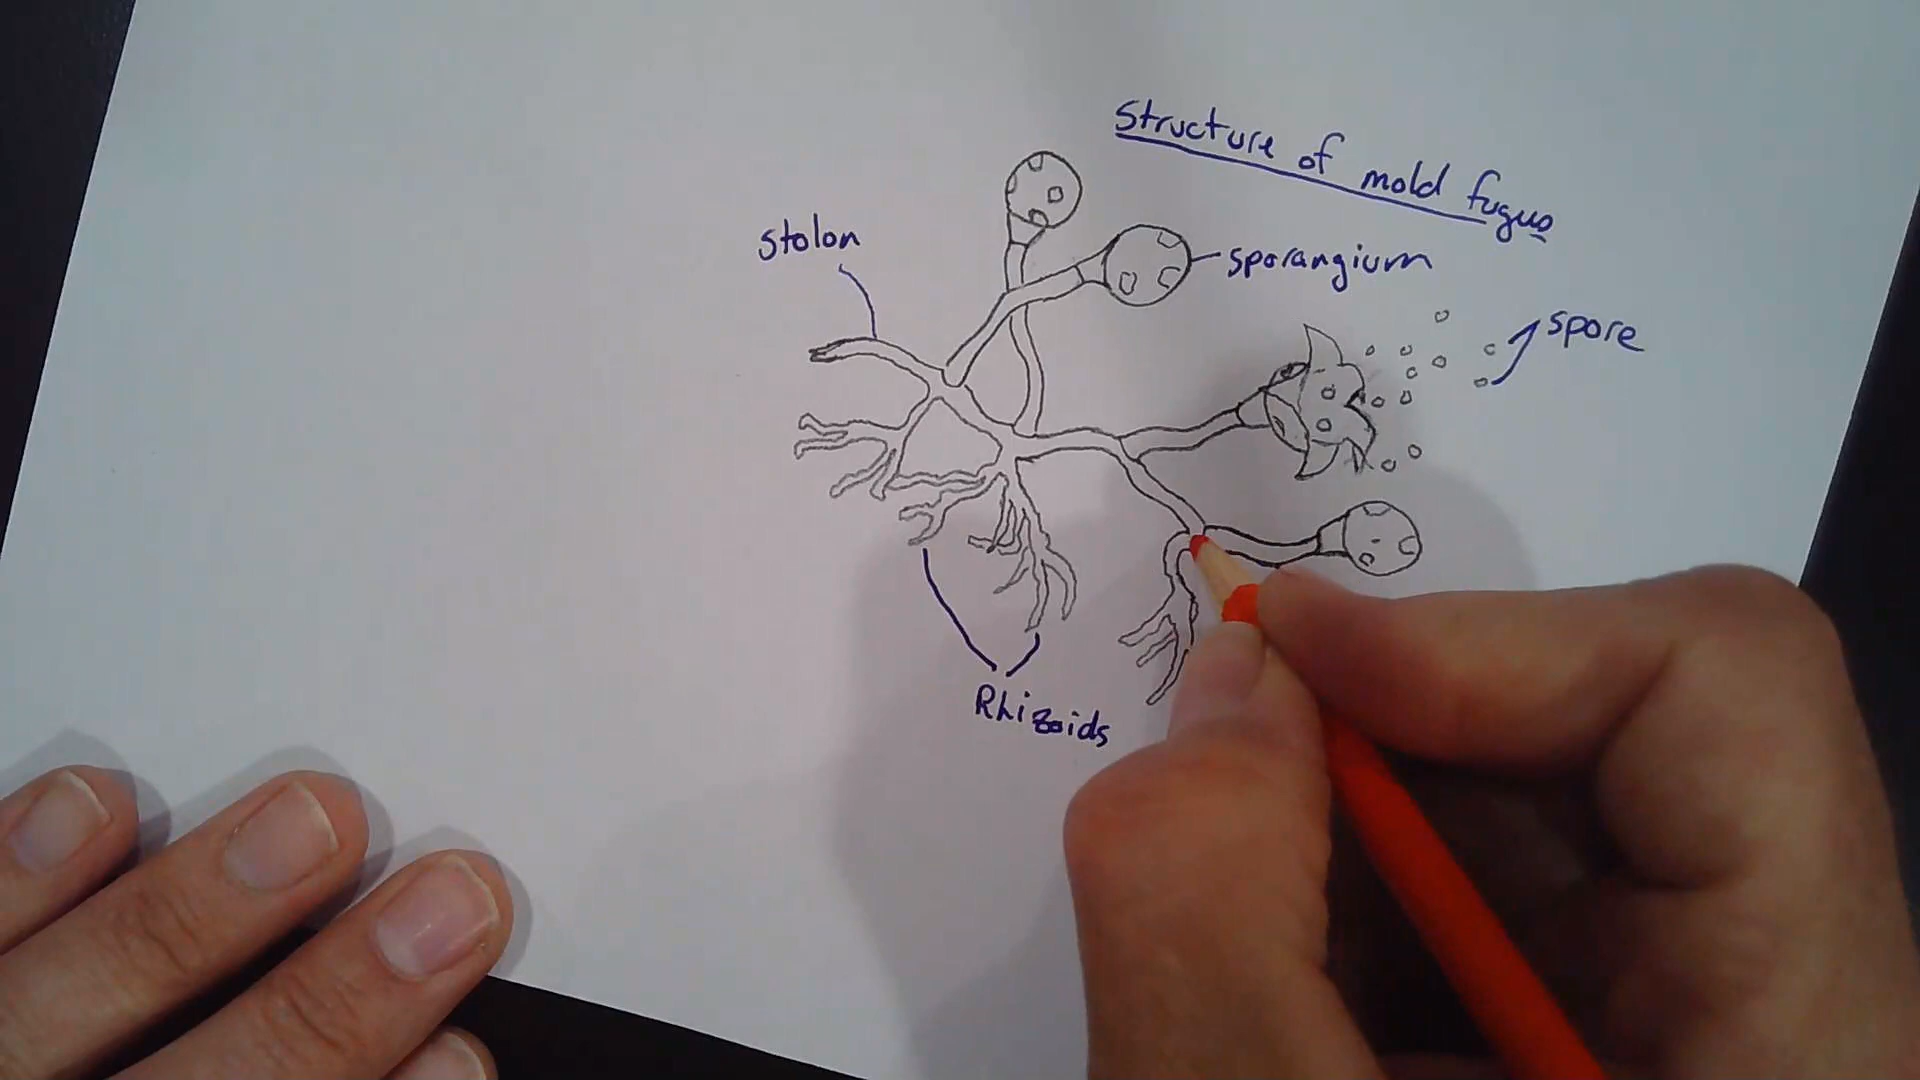 Structure of mold fugus
stolon
sporangium
spore
Rhizoids